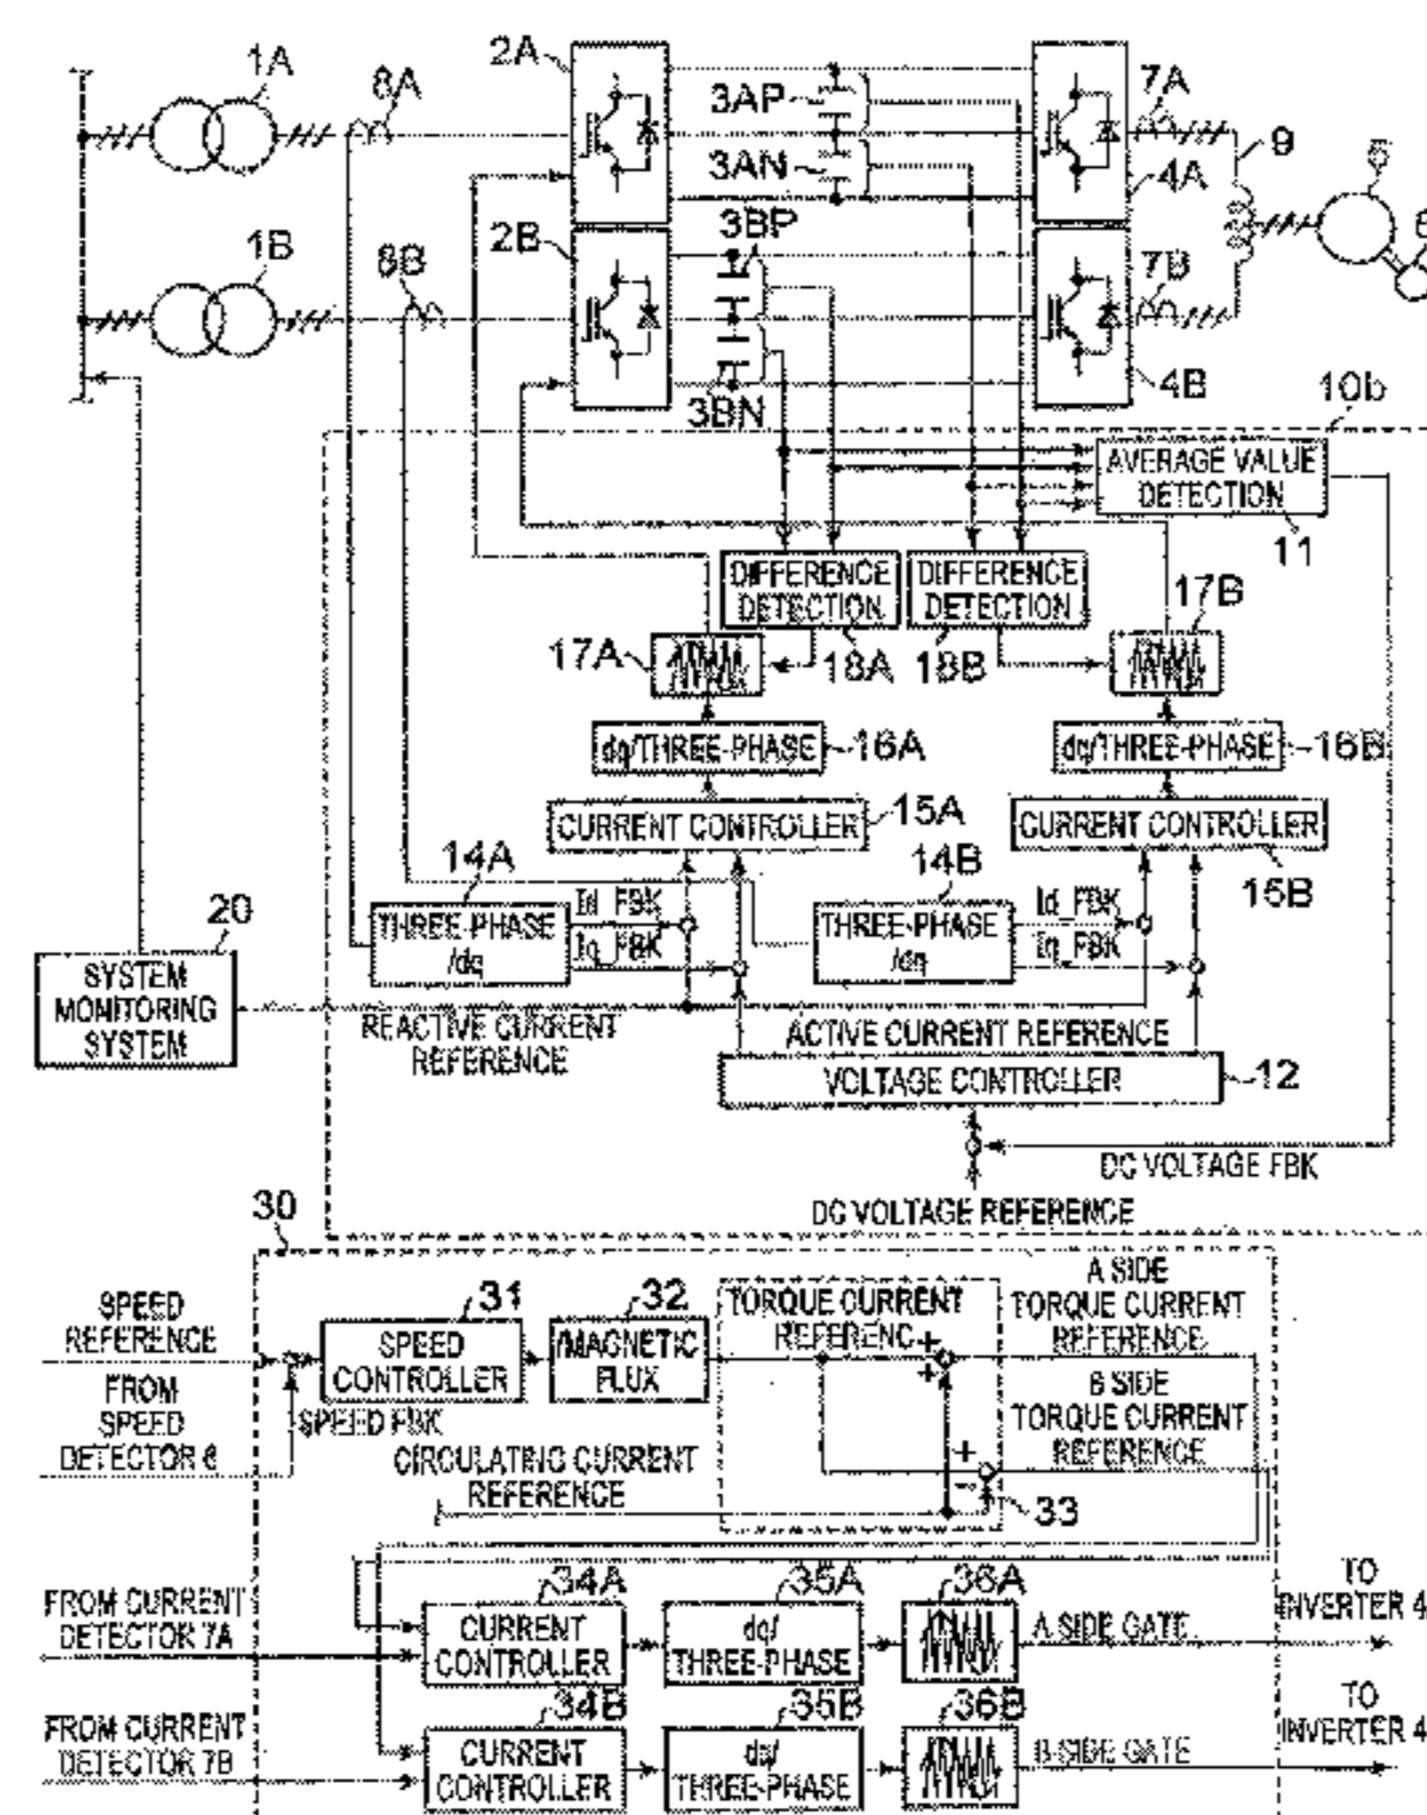 1A
8A
2A
3AP
3AN
7A
9
5
4A
6
1B
8B
2B
3BP
7B
3BN
4B
10b
AVERAGE VALUE
DETECTION
11
DIFFERENCE
DETECTION
18A
DIFFERENCE
DETECTION
18B
17B
17A
dq/THREE-PHASE
16A
dq/THREE-PHASE
16B
CURRENT CONTROLLER
15A
CURRENT CONTROLLER
15B
14A
THREE-PHASE
/dq
Id_FBK
Iq_FBK
14B
THREE-PHASE
/dq
Id_FBK
Iq_FBK
20
SYSTEM
MONITORING
SYSTEM
REACTIVE CURRENT
REFERENCE
ACTIVE CURRENT REFERENCE
VOLTAGE CONTROLLER
12
DC VOLTAGE FBK
DC VOLTAGE REFERENCE
30
SPEED
REFERENCE
FROM
SPEED
DETECTOR 6
SPEED FBK
31
SPEED
CONTROLLER
32
/MAGNETIC
FLUX
TORQUE CURRENT
REFERENC
+
+
+
-
33
A SIDE
TORQUE CURRENT
REFERENCE
B SIDE
TORQUE CURRENT
REFERENCE
CIRCULATING CURRENT
REFERENCE
FROM CURRENT
DETECTOR 7A
34A
CURRENT
CONTROLLER
35A
dq/
THREE-PHASE
36A
A SIDE GATE
TO
INVERTER 4
FROM CURRENT
DETECTOR 7B
34B
CURRENT
CONTROLLER
35B
dq/
THREE-PHASE
36B
B SIDE GATE
TO
INVERTER 4